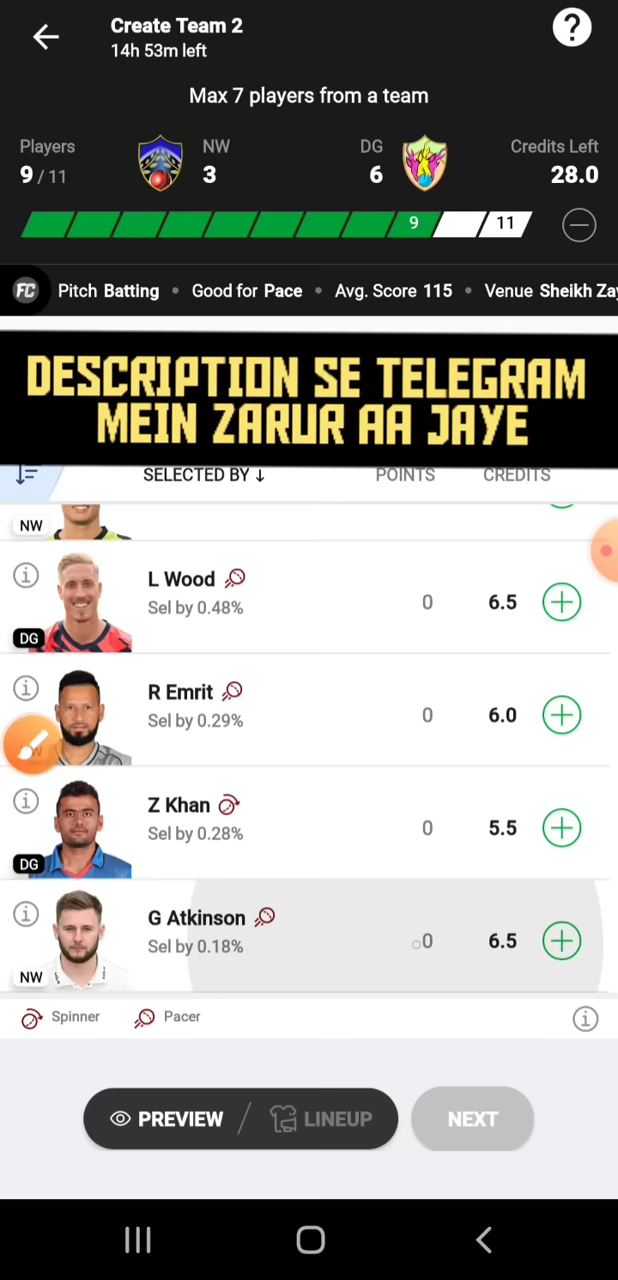 Create Team 2
14h 53m left
?
Max 7 players from a team
Players NW DG Credits Left
9 / 11 3 6 28.0
9 11
FC Pitch Batting • Good for Pace • Avg. Score 115 • Venue Sheikh Zay
DESCRIPTION SE TELEGRAM
MEIN ZARUR AA JAYE
SELECTED BY ↓ POINTS CREDITS
NW
L Wood
Sel by 0.48% 0 6.5
DG
R Emrit
Sel by 0.29% 0 6.0
Z Khan
Sel by 0.28% 0 5.5
DG
G Atkinson
Sel by 0.18% 0 6.5
NW
Spinner Pacer
PREVIEW / LINEUP NEXT